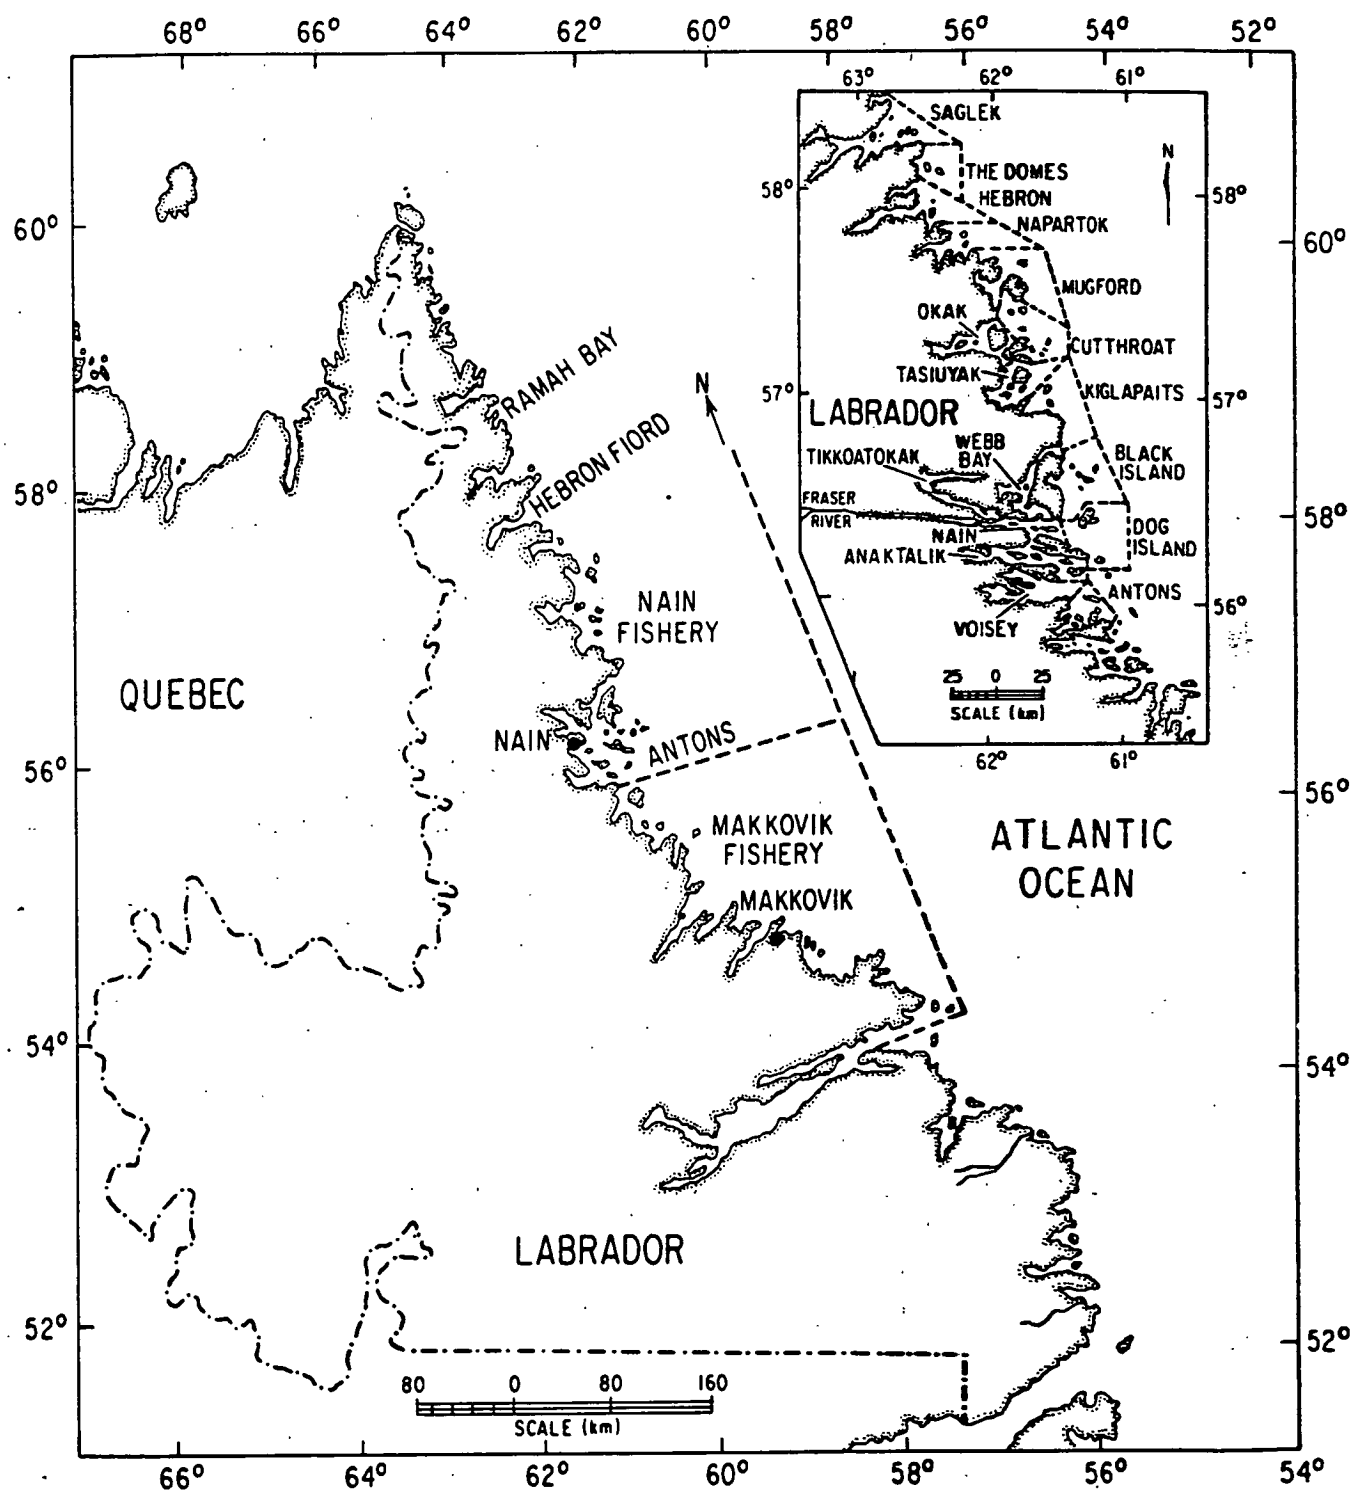 68° 66° 64° 62° 60° 58° 56° 54° 52°
63° 62° 61°
SAGLEK
N
THE DOMES
58° 58°
HEBRON
NAPARTOK
60° 60°
MUGFORD
OKAK
CUTTHROAT
TASIUYAK
KIGLAPAITS
57° 57°
LABRADOR
WEBB
BAY
TIKKOATOKAK
BLACK
ISLAND
FRASER
RIVER
NAIN
DOG
ISLAND
ANAKTALIK
ANTONS
56°
VOISEY
25 0 25
SCALE (km)
62° 61°
RAMAH BAY
N
HEBRON FIORD
58° 58°
NAIN
FISHERY
QUEBEC
NAIN
ANTONS
56° 56°
MAKKOVIK
FISHERY
ATLANTIC
OCEAN
MAKKOVIK
54° 54°
LABRADOR
52° 52°
80 0 80 160
SCALE (km)
66° 64° 62° 60° 58° 56° 54°